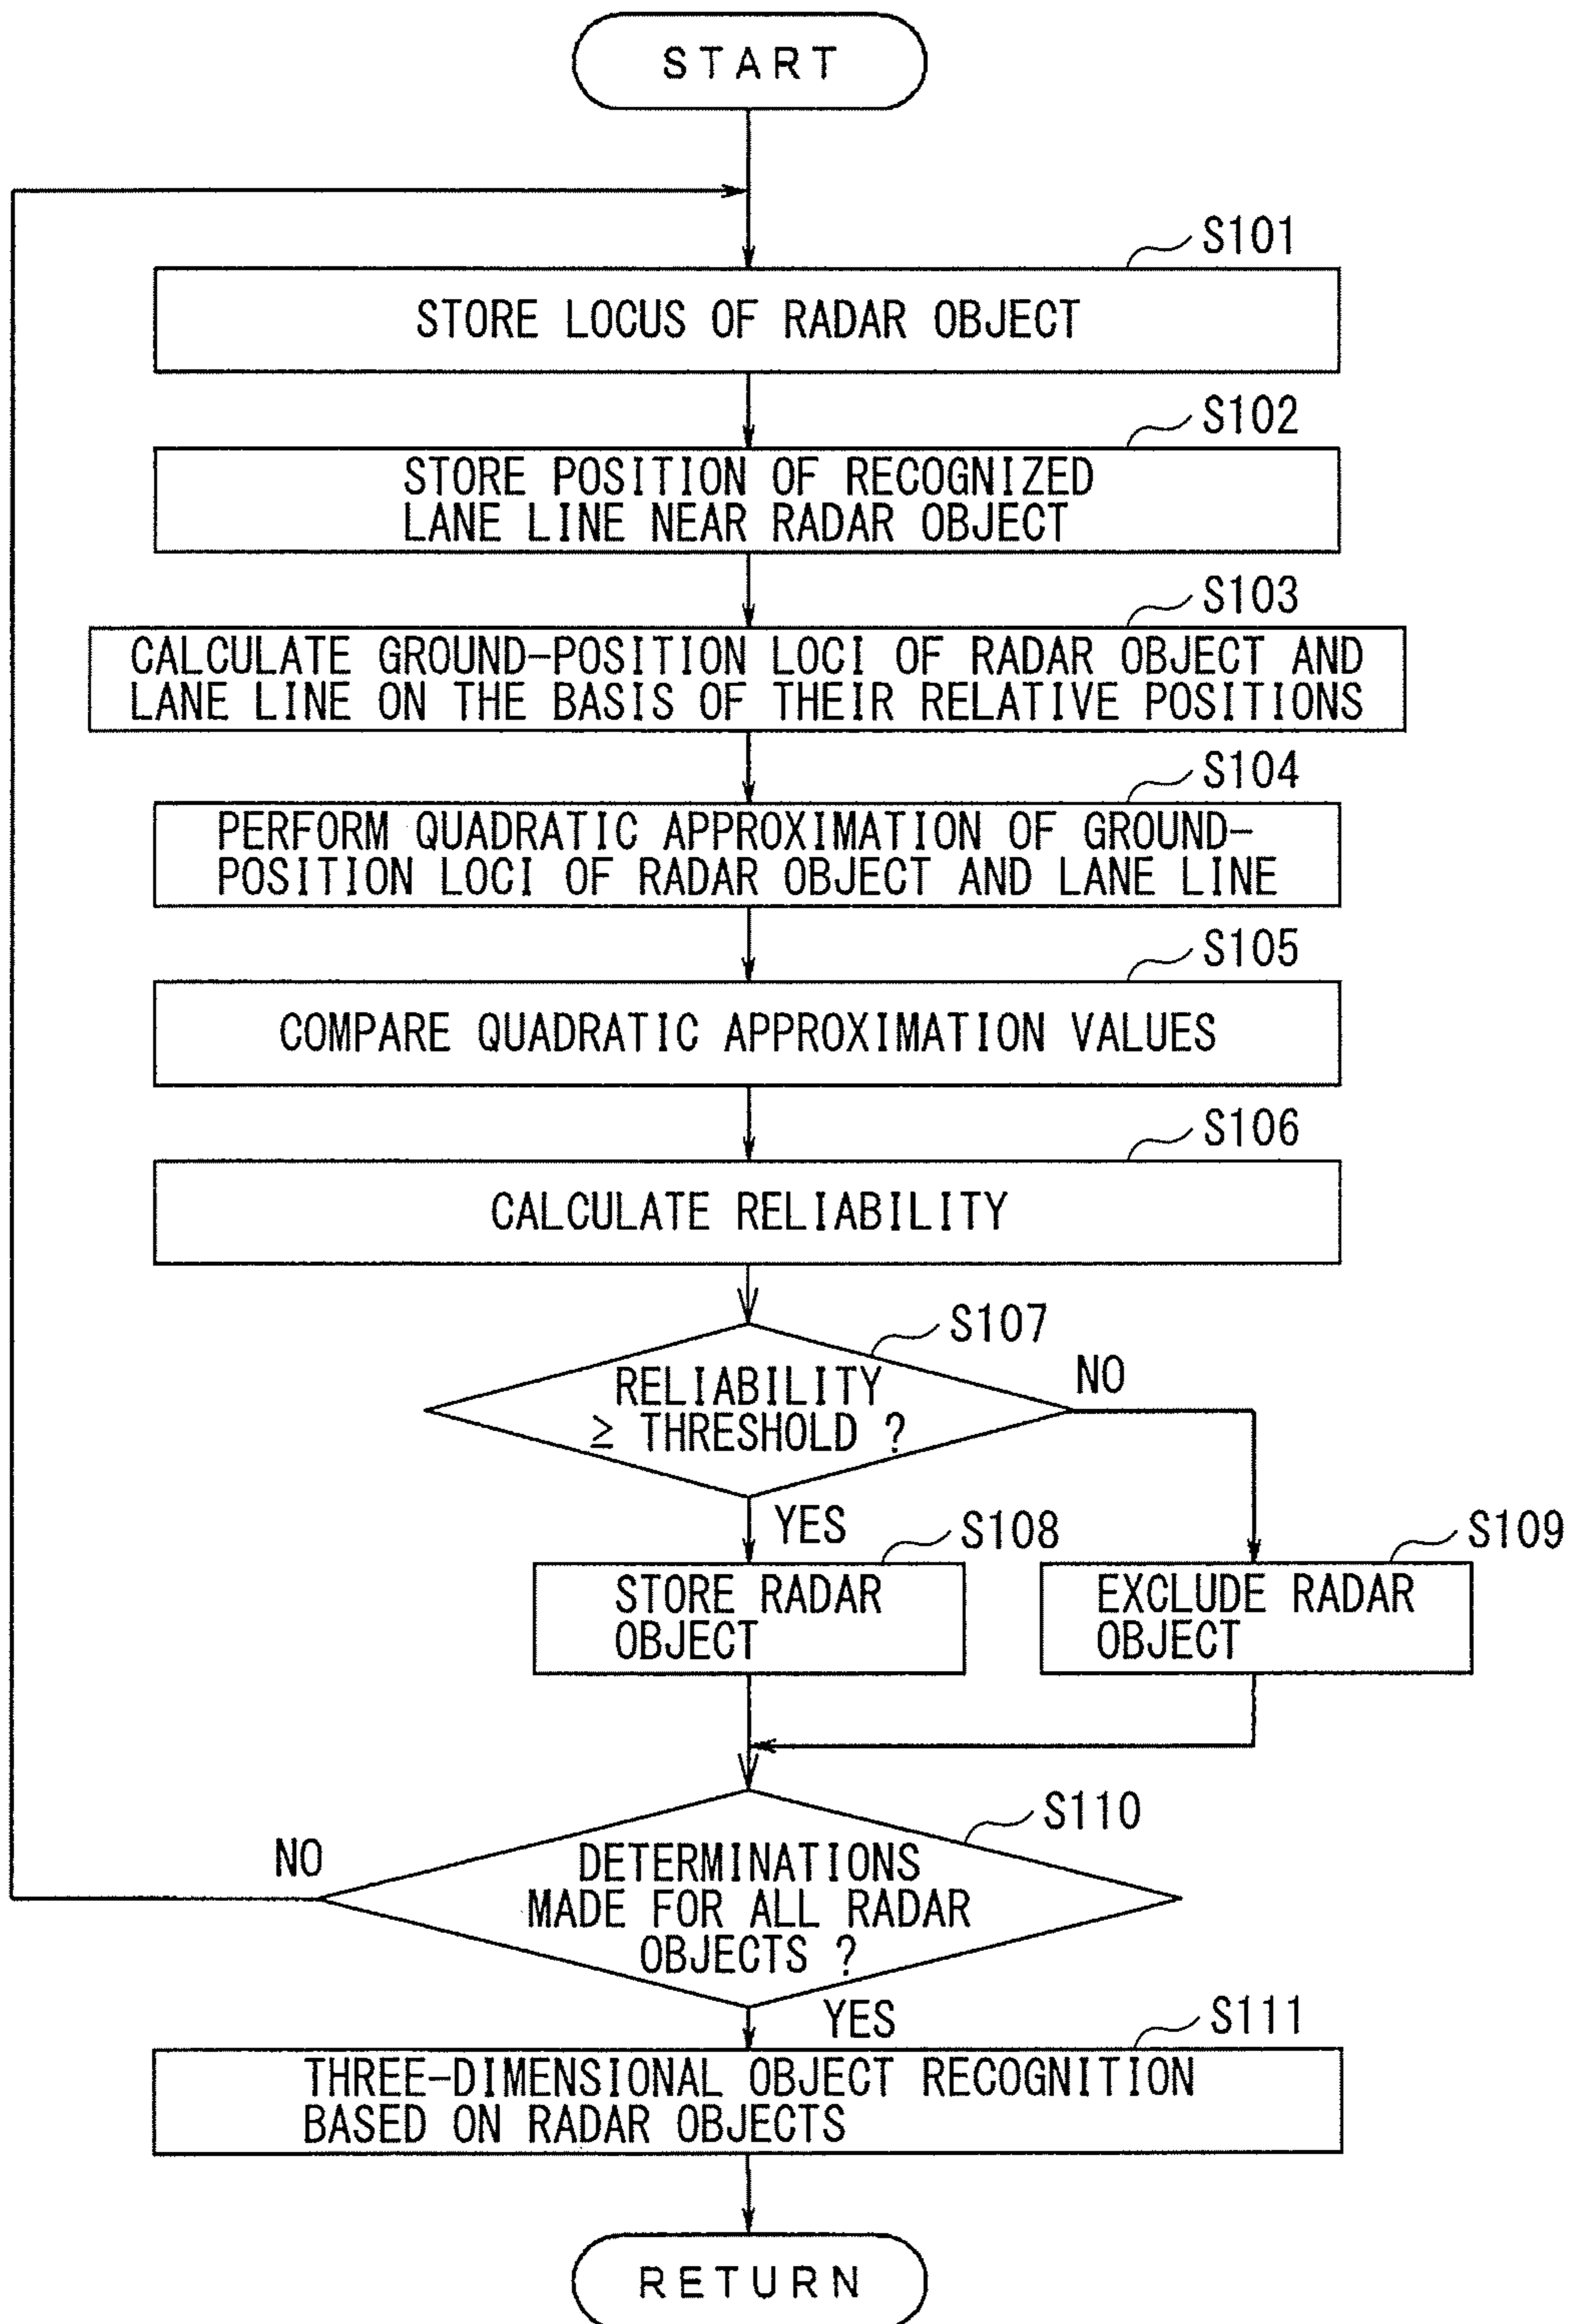 START
S101
STORE LOCUS OF RADAR OBJECT
S102
STORE POSITION OF RECOGNIZED
LANE LINE NEAR RADAR OBJECT
S103
CALCULATE GROUND-POSITION LOCI OF RADAR OBJECT AND
LANE LINE ON THE BASIS OF THEIR RELATIVE POSITIONS
S104
PERFORM QUADRATIC APPROXIMATION OF GROUND-
POSITION LOCI OF RADAR OBJECT AND LANE LINE
S105
COMPARE QUADRATIC APPROXIMATION VALUES
S106
CALCULATE RELIABILITY
S107
RELIABILITY
≥ THRESHOLD ?
NO
YES
S108
STORE RADAR
OBJECT
S109
EXCLUDE RADAR
OBJECT
S110
DETERMINATIONS
MADE FOR ALL RADAR
OBJECTS ?
NO
YES
S111
THREE-DIMENSIONAL OBJECT RECOGNITION
BASED ON RADAR OBJECTS
RETURN